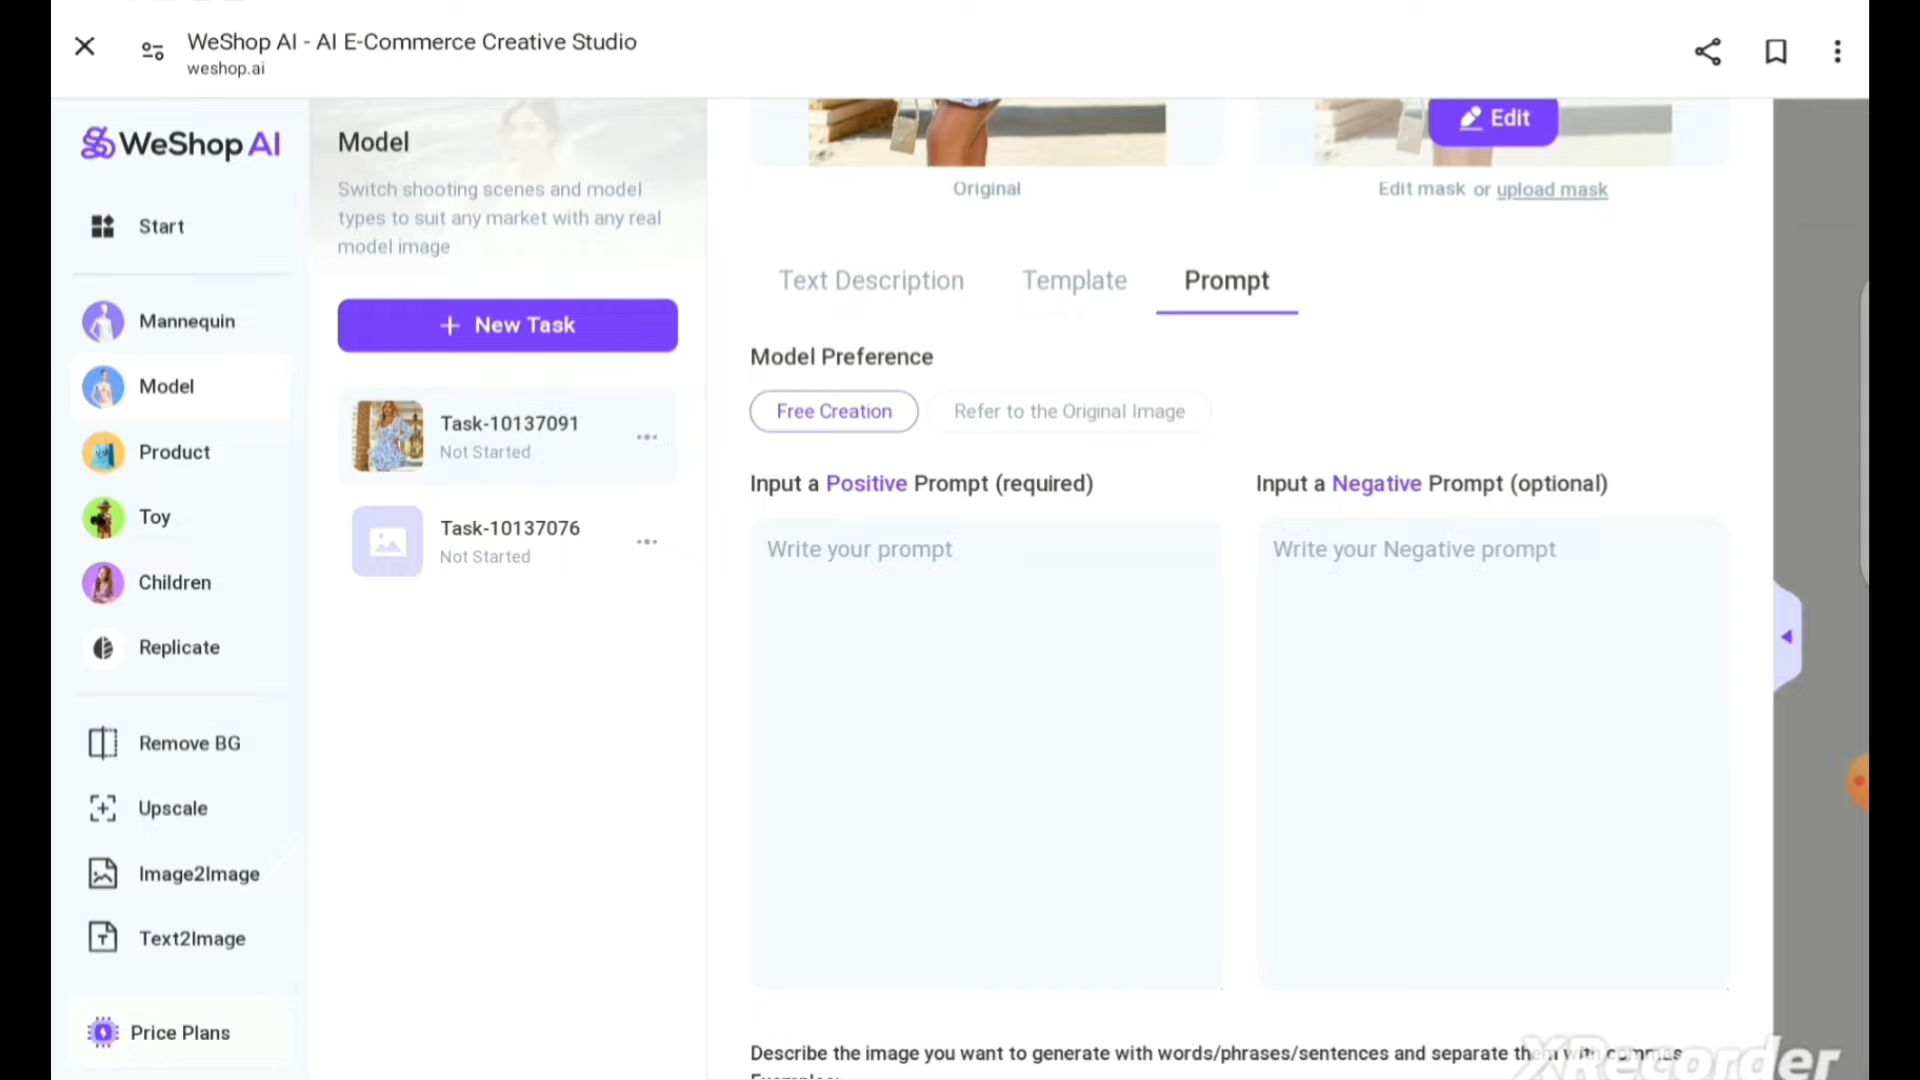 WeShop AI - AI E-Commerce Creative Studio
weshop.ai
WeShop AI
Start
Mannequin
Model
Product
Toy
Children
Replicate
Remove BG
Upscale
Image2Image
Text2Image
Price Plans
Model
Switch shooting scenes and model
types to suit any market with any real
model image
+ New Task
Task-10137091
Not Started
Task-10137076
Not Started
Edit
Original
Edit mask or upload mask
Text Description Template Prompt
Model Preference
Free Creation Refer to the Original Image
Input a Positive Prompt (required)
Write your prompt
Input a Negative Prompt (optional)
Write your Negative prompt
Describe the image you want to generate with words/phrases/sentences and separate them with commas
XRecorder